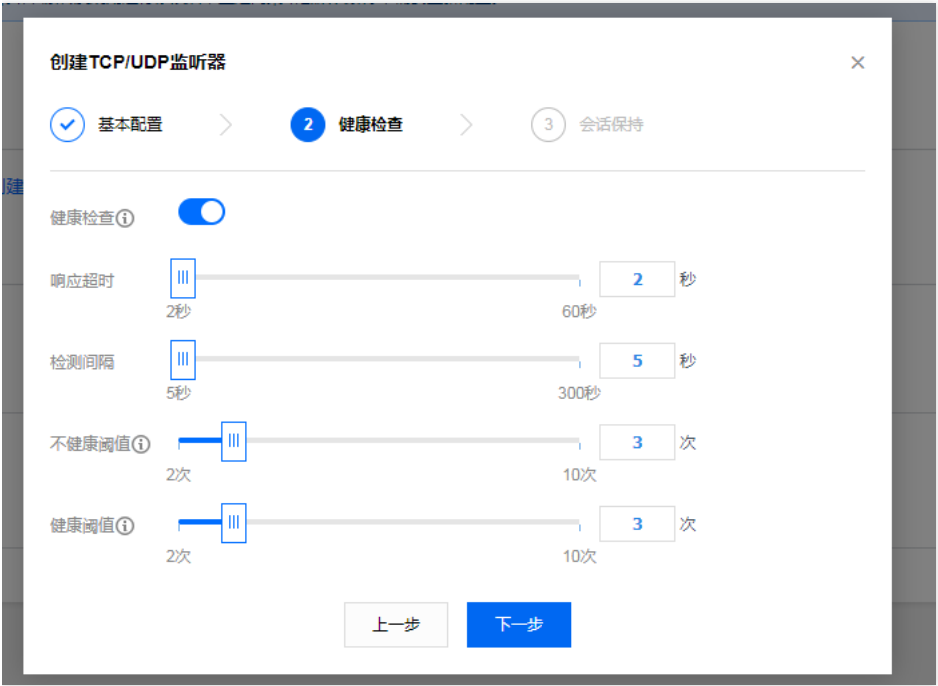 创建TCP/UDP监听器
基本配置
2 健康检查
3 会话保持
创建
健康检查
响应超时
2 秒
2秒 60秒
检测间隔
5 秒
5秒 300秒
不健康阈值
3 次
2次 10次
健康阈值
3 次
2次 10次
上一步 下一步